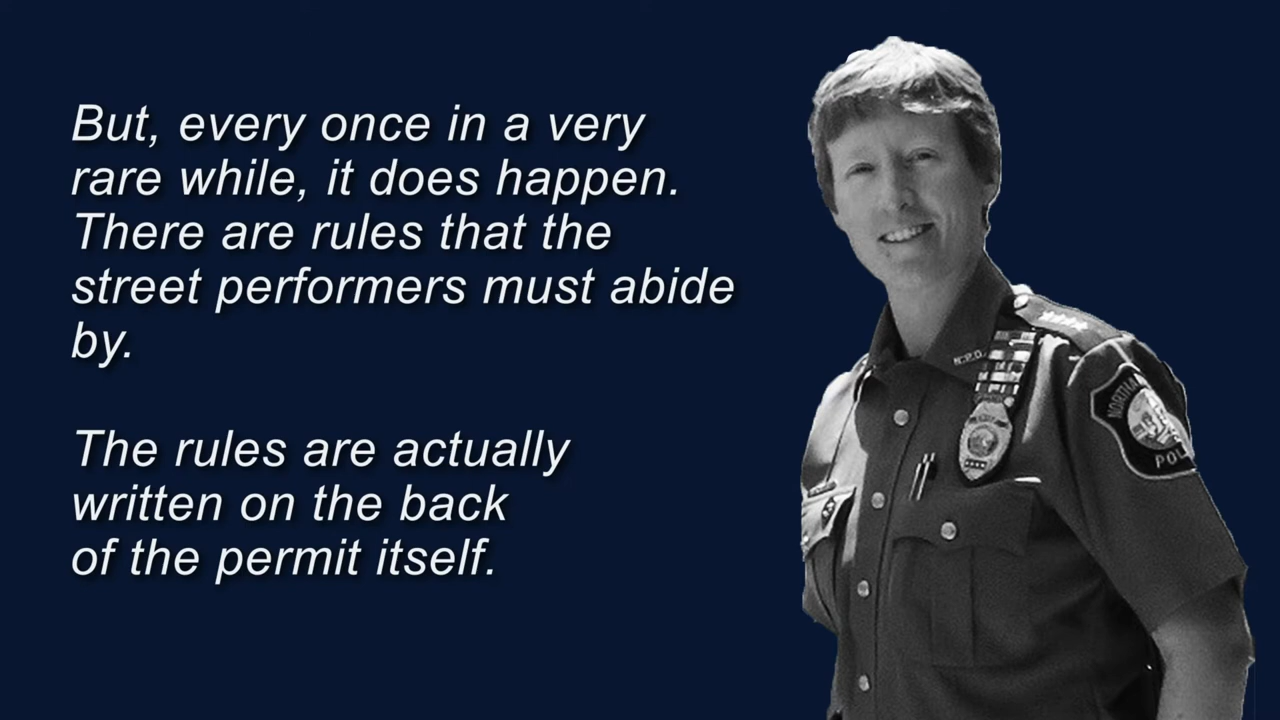 But, every once in a very
rare while, it does happen.
There are rules that the
street performers must abide
by.
The rules are actually
written on the back
of the permit itself.
N.P.D.
POL